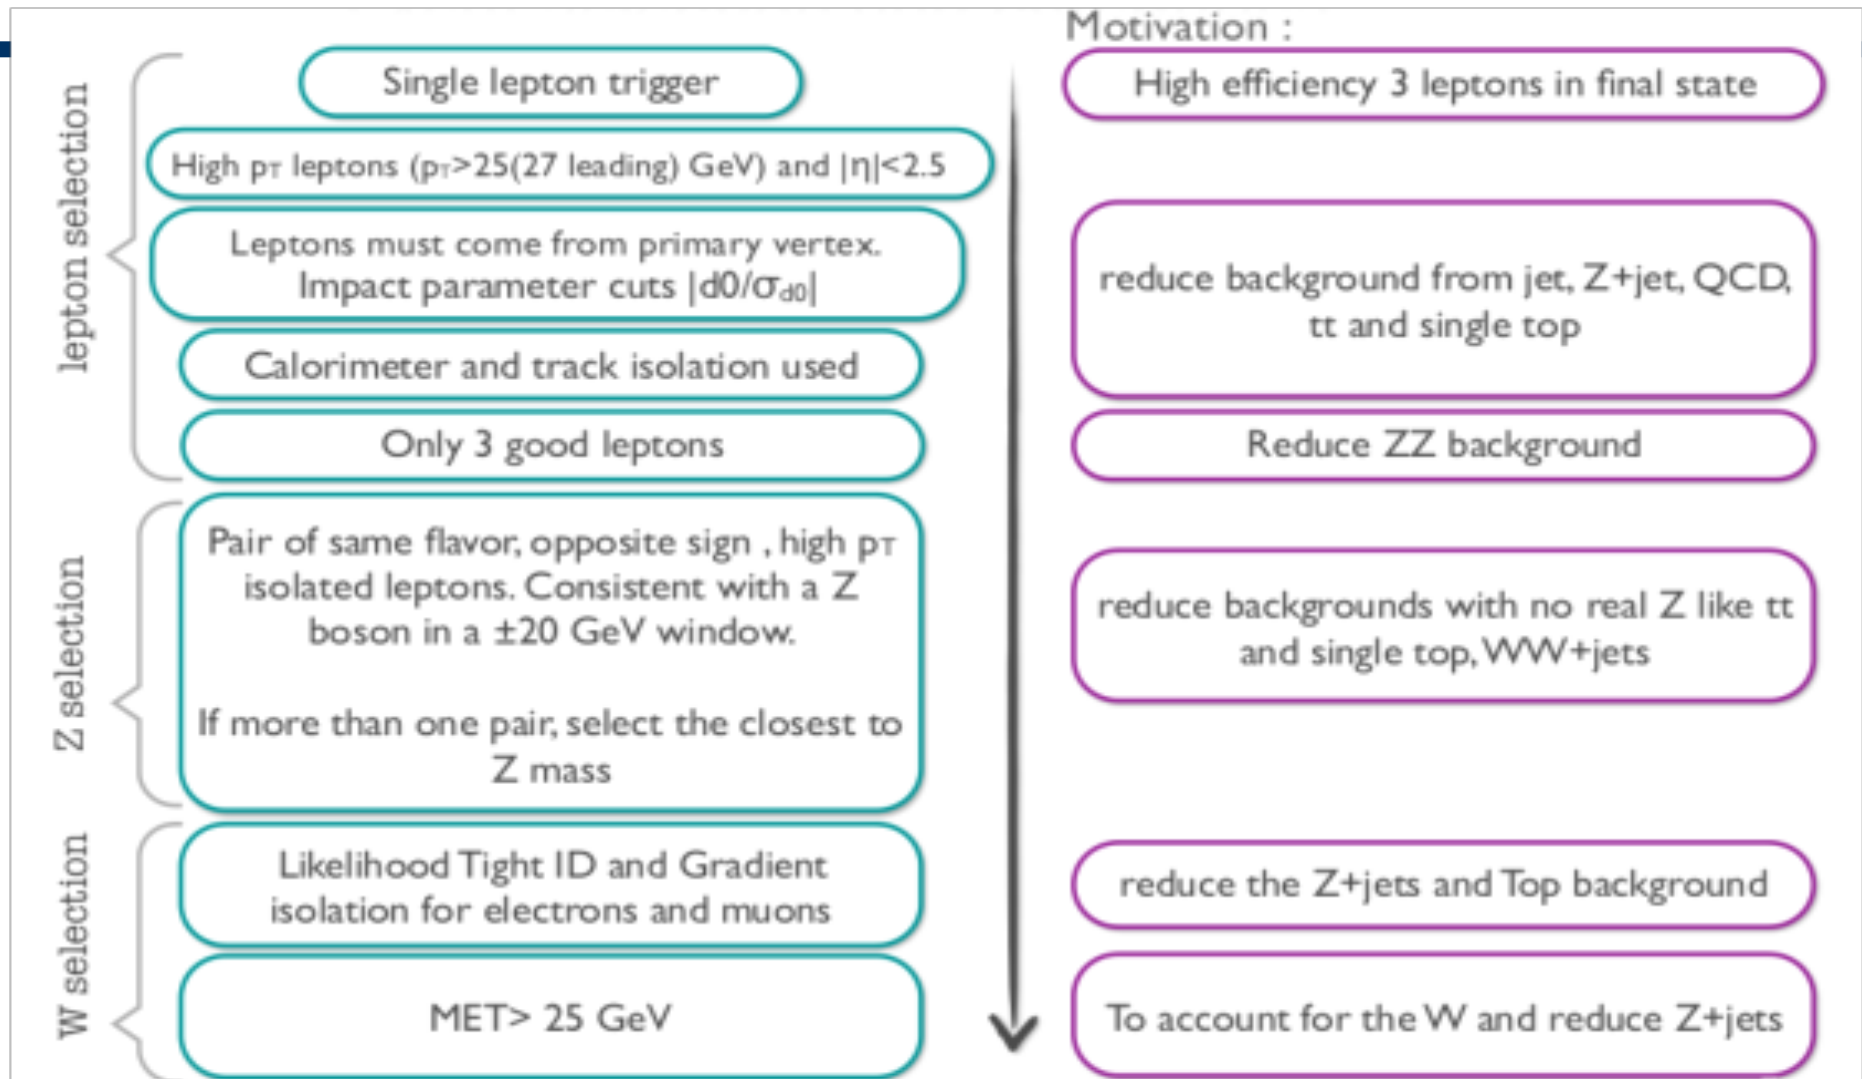 Motivation :
lepton selection
Single lepton trigger
High efficiency 3 leptons in final state
High pT leptons (pT>25(27 leading) GeV) and |η|<2.5
Leptons must come from primary vertex.
Impact parameter cuts |d0/σd0|
reduce background from jet, Z+jet, QCD,
tt and single top
Calorimeter and track isolation used
Only 3 good leptons
Reduce ZZ background
Z selection
Pair of same flavor, opposite sign , high pT
isolated leptons. Consistent with a Z
boson in a ±20 GeV window.
If more than one pair, select the closest to
Z mass
reduce backgrounds with no real Z like tt
and single top, WW+jets
W selection
Likelihood Tight ID and Gradient
isolation for electrons and muons
reduce the Z+jets and Top background
MET> 25 GeV
To account for the W and reduce Z+jets